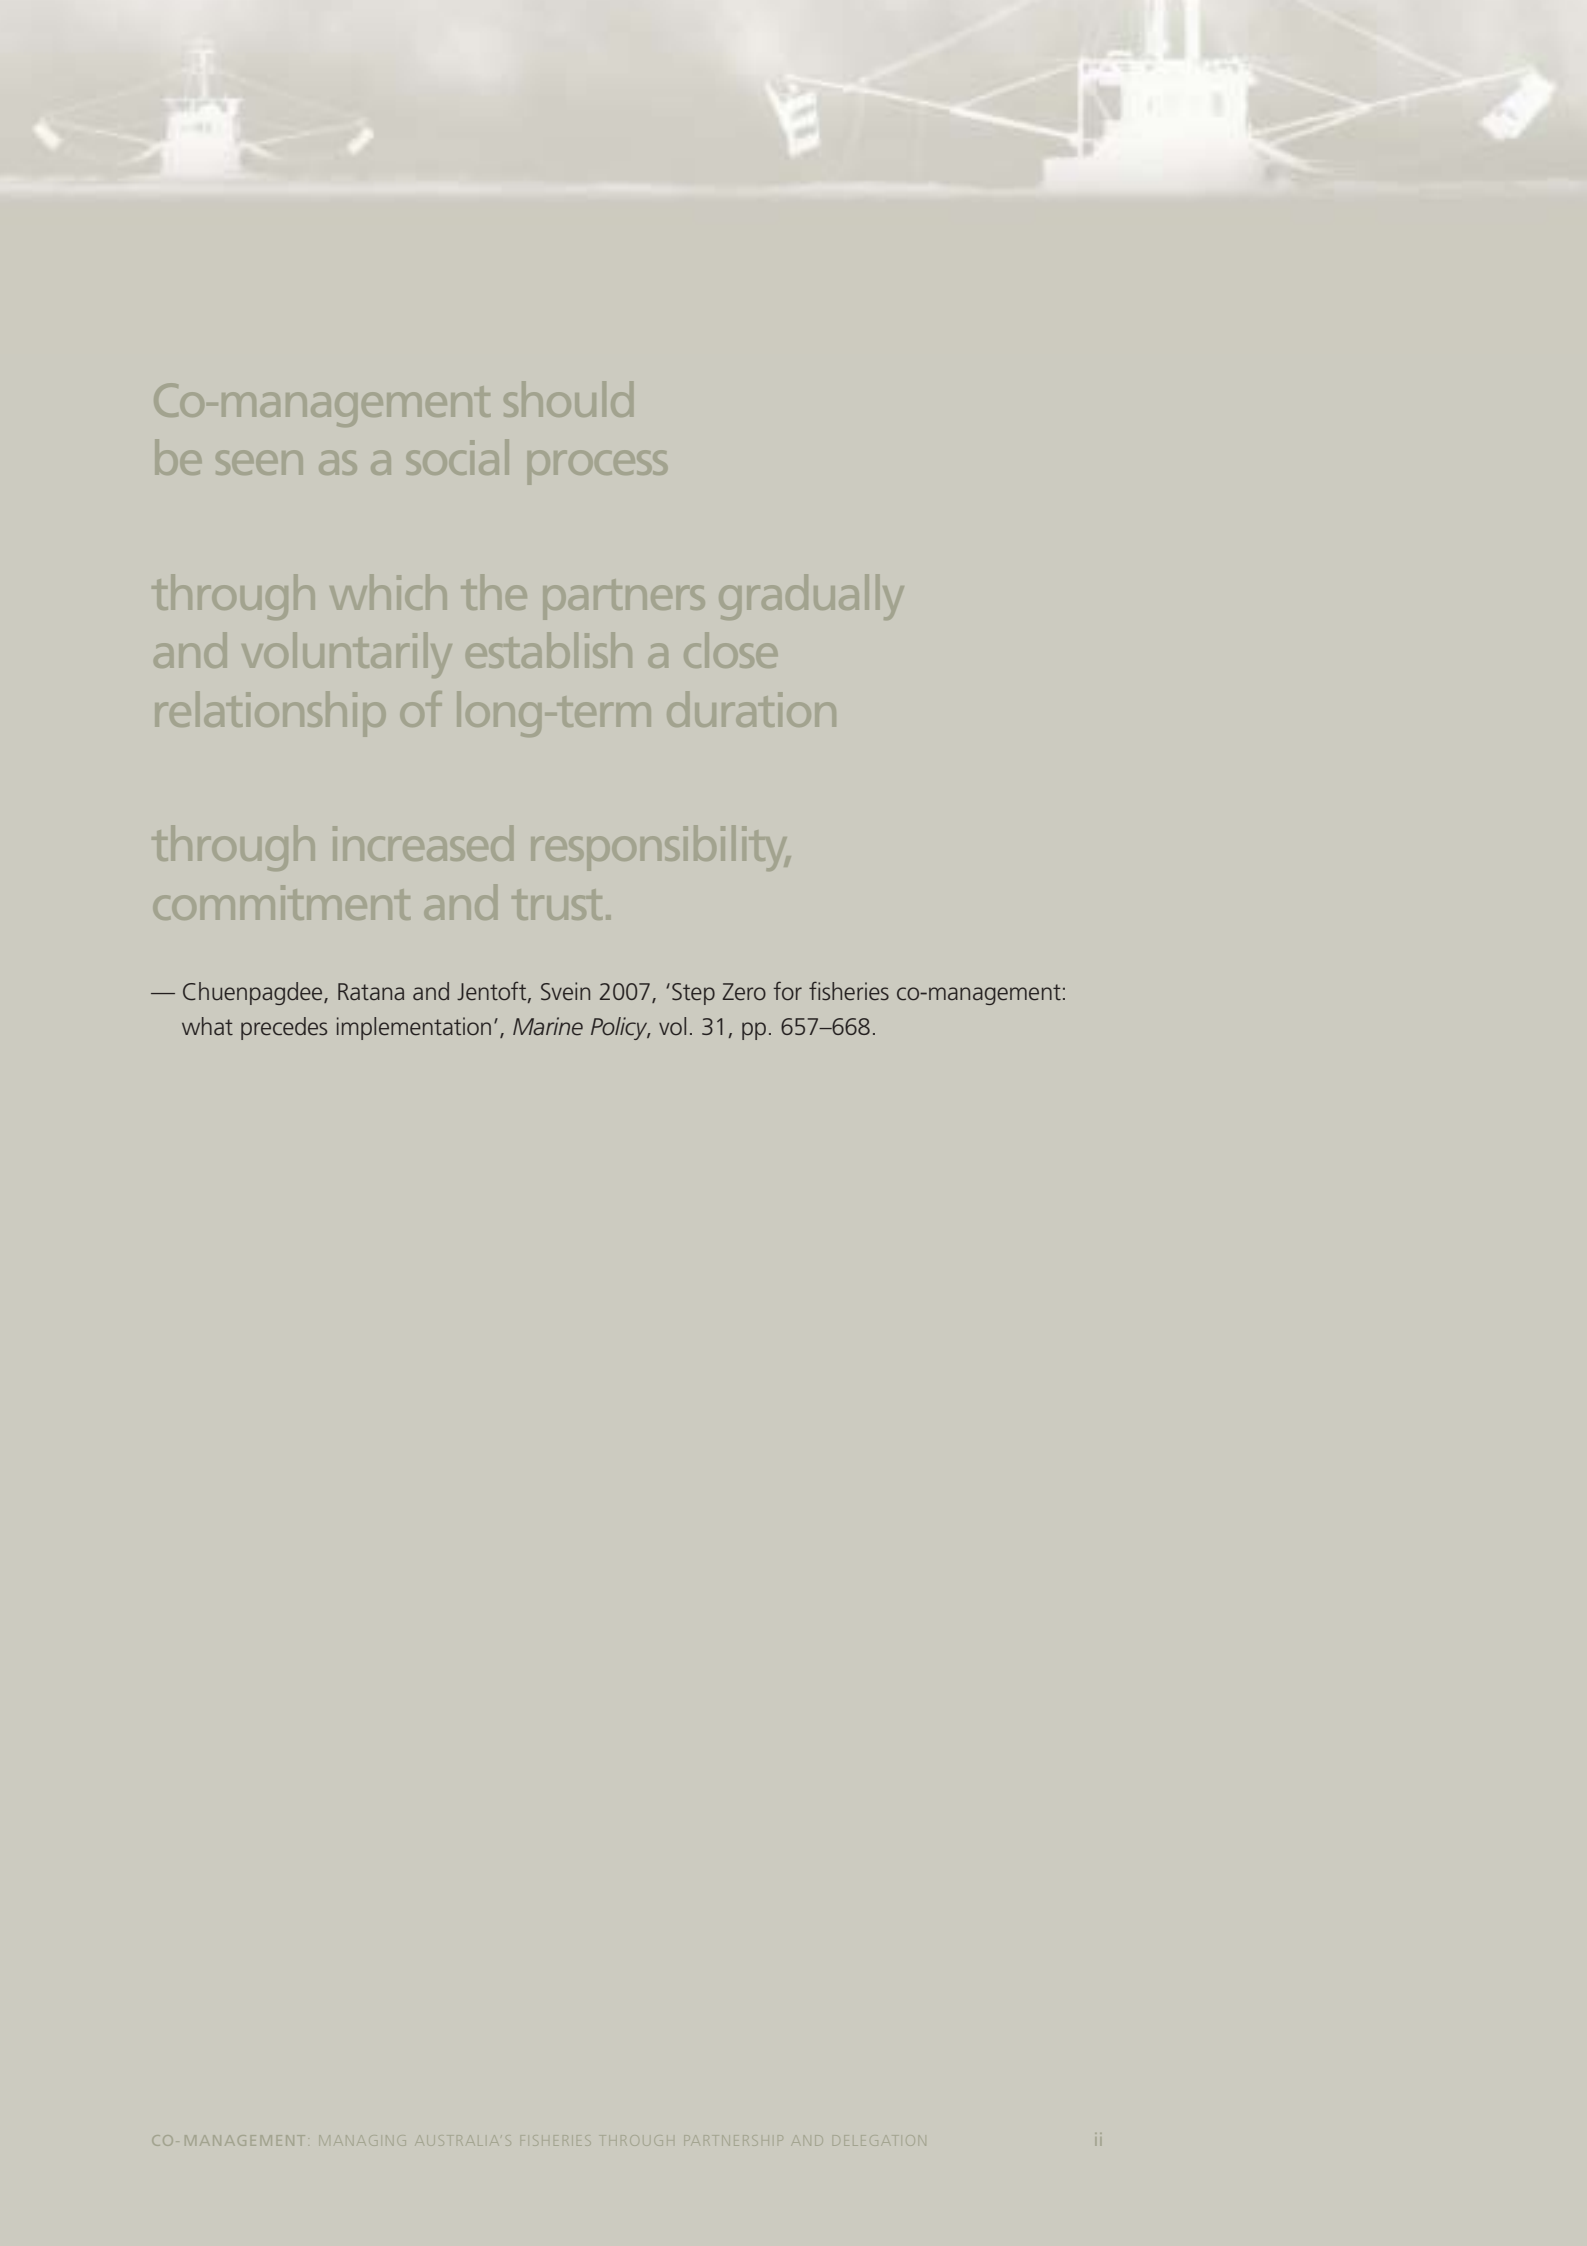 Co-management should
be seen as a social process
through which the partners gradually
and voluntarily establish a close
relationship of long-term duration
through increased responsibility,
commitment and trust.
— Chuenpagdee, Ratana and Jentoft, Svein 2007, ‘Step Zero for fisheries co-management:
what precedes implementation’, Marine Policy, vol. 31, pp. 657–668.
CO-MANAGEMENT: MANAGING AUSTRALIA’S FISHERIES THROUGH PARTNERSHIP AND DELEGATION ii